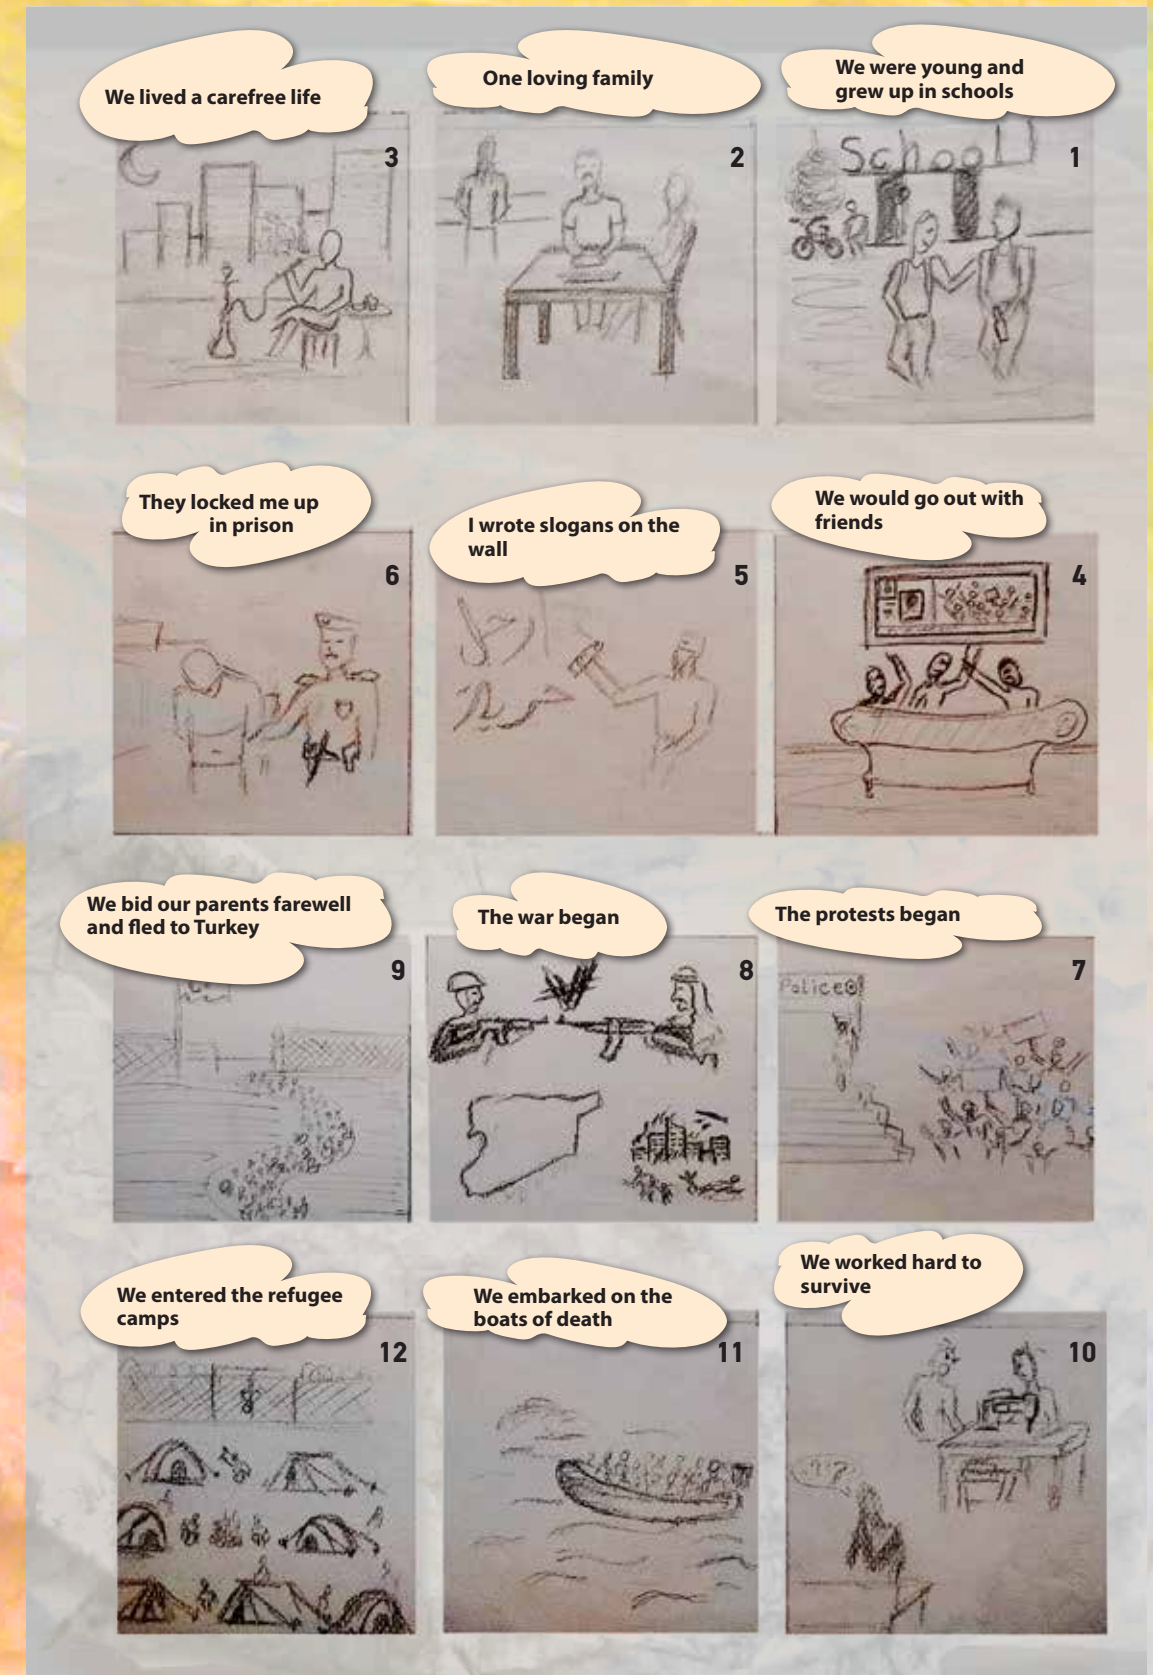 We were young and
grew up in schools
1
School
One loving family
2
We lived a carefree life
3
We would go out with
friends
4
I wrote slogans on the
wall
5
They locked me up
in prison
6
The protests began
7
Police
The war began
8
We bid our parents farewell
and fled to Turkey
9
We worked hard to
survive
10
We embarked on the
boats of death
11
We entered the refugee
camps
12